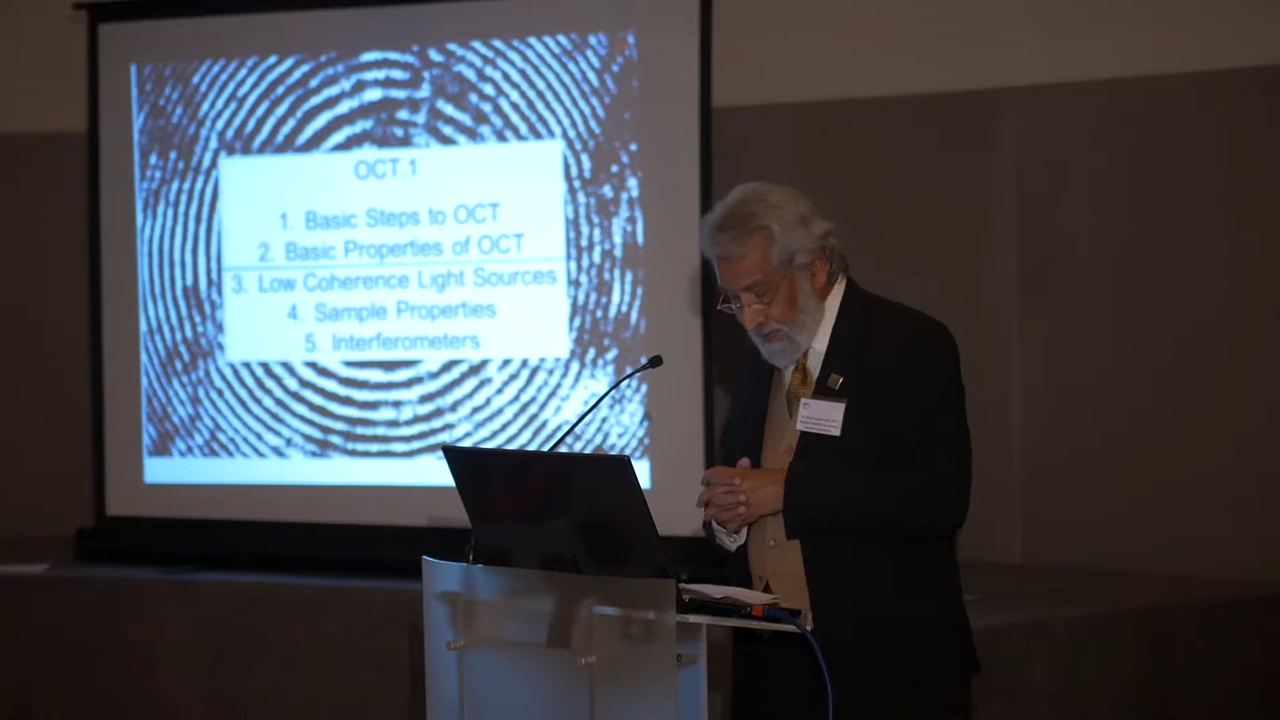 OCT 1
1. Basic Steps to OCT
2. Basic Properties of OCT
3. Low Coherence Light Sources
4. Sample Properties
5. Interferometers